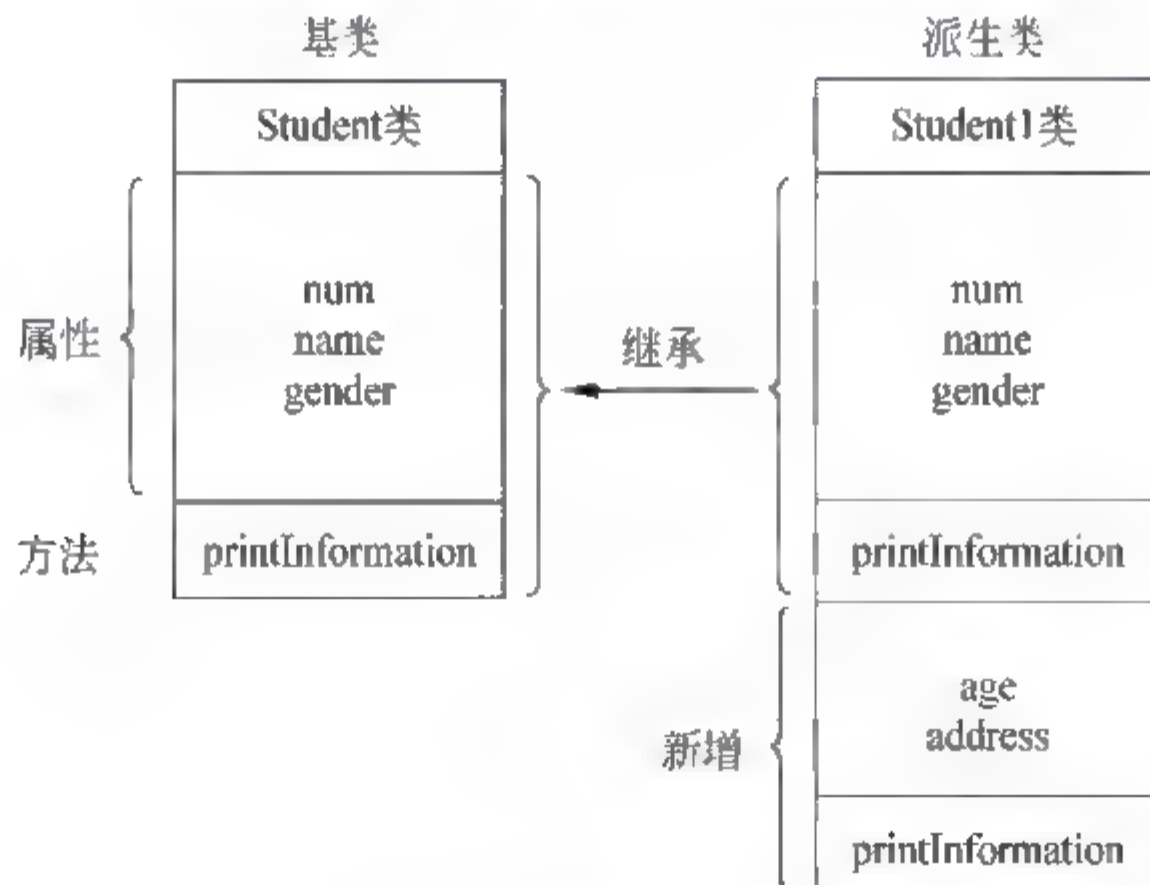 基类
Student类
属性
num
name
gender
方法
printInformation
继承
派生类
Student1类
num
name
gender
printInformation
新增
age
address
printInformation